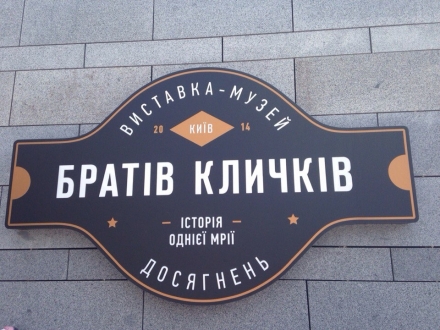 ВИСТАВКА-МУЗЕЙ
20 КИЇВ 14
БРАТІВ КЛИЧКІВ
— ІСТОРІЯ —
ОДНІЄЇ МРІЇ
ДОСЯГНЕНЬ